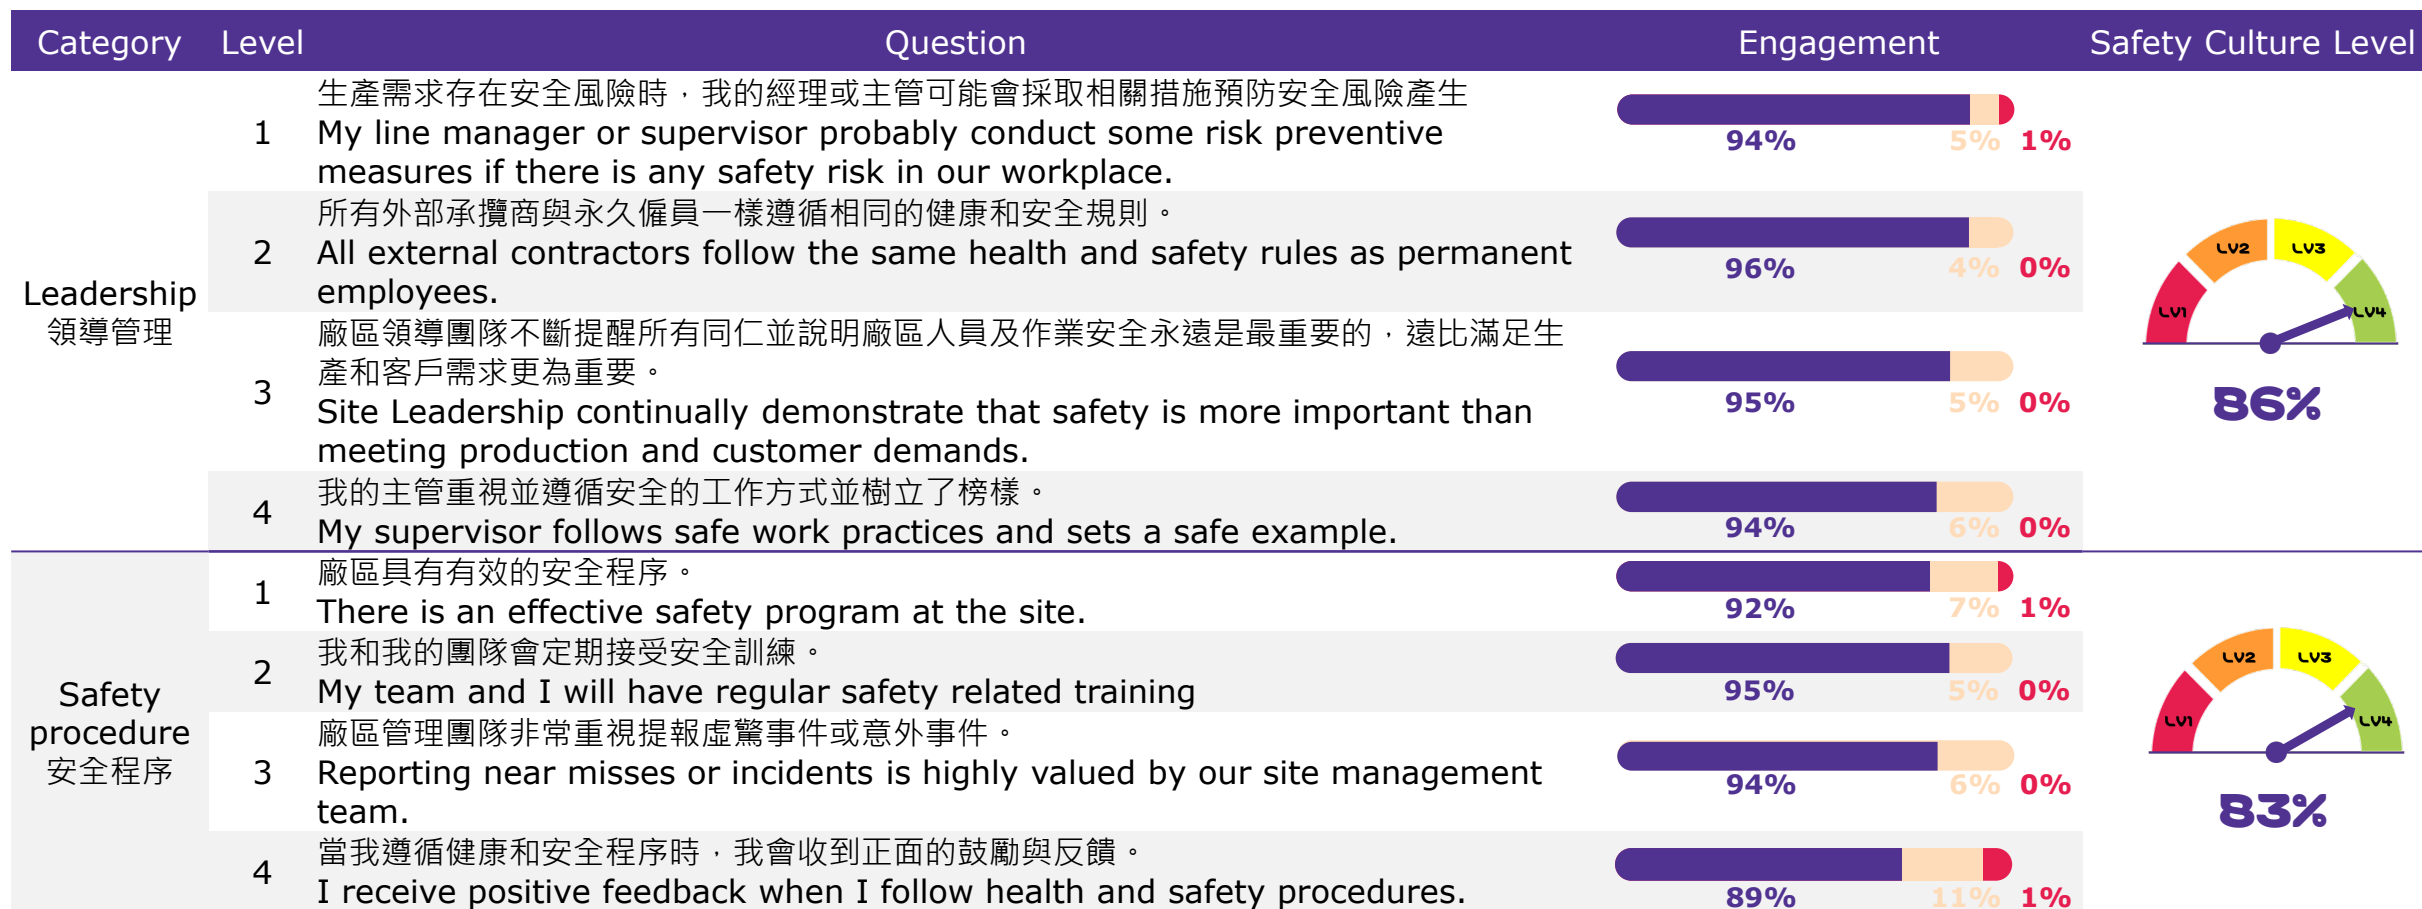 Category Level Question Engagement Safety Culture Level
Leadership
領導管理
1
生產需求存在安全風險時，我的經理或主管可能會採取相關措施預防安全風險產生
My line manager or supervisor probably conduct some risk preventive
measures if there is any safety risk in our workplace.
94% 5% 1%
2
所有外部承攬商與永久僱員一樣遵循相同的健康和安全規則。
All external contractors follow the same health and safety rules as permanent
employees.
96% 4% 0%
3
廠區領導團隊不斷提醒所有同仁並說明廠區人員及作業安全永遠是最重要的，遠比滿足生
產和客戶需求更為重要。
Site Leadership continually demonstrate that safety is more important than
meeting production and customer demands.
95% 5% 0%
4
我的主管重視並遵循安全的工作方式並樹立了榜樣。
My supervisor follows safe work practices and sets a safe example.
94% 6% 0%
LV1 LV2 LV3 LV4
86%
Safety
procedure
安全程序
1
廠區具有有效的安全程序。
There is an effective safety program at the site.
92% 7% 1%
2
我和我的團隊會定期接受安全訓練。
My team and I will have regular safety related training
95% 5% 0%
3
廠區管理團隊非常重視提報虛驚事件或意外事件。
Reporting near misses or incidents is highly valued by our site management
team.
94% 6% 0%
4
當我遵循健康和安全程序時，我會收到正面的鼓勵與反饋。
I receive positive feedback when I follow health and safety procedures.
89% 11% 1%
LV1 LV2 LV3 LV4
83%